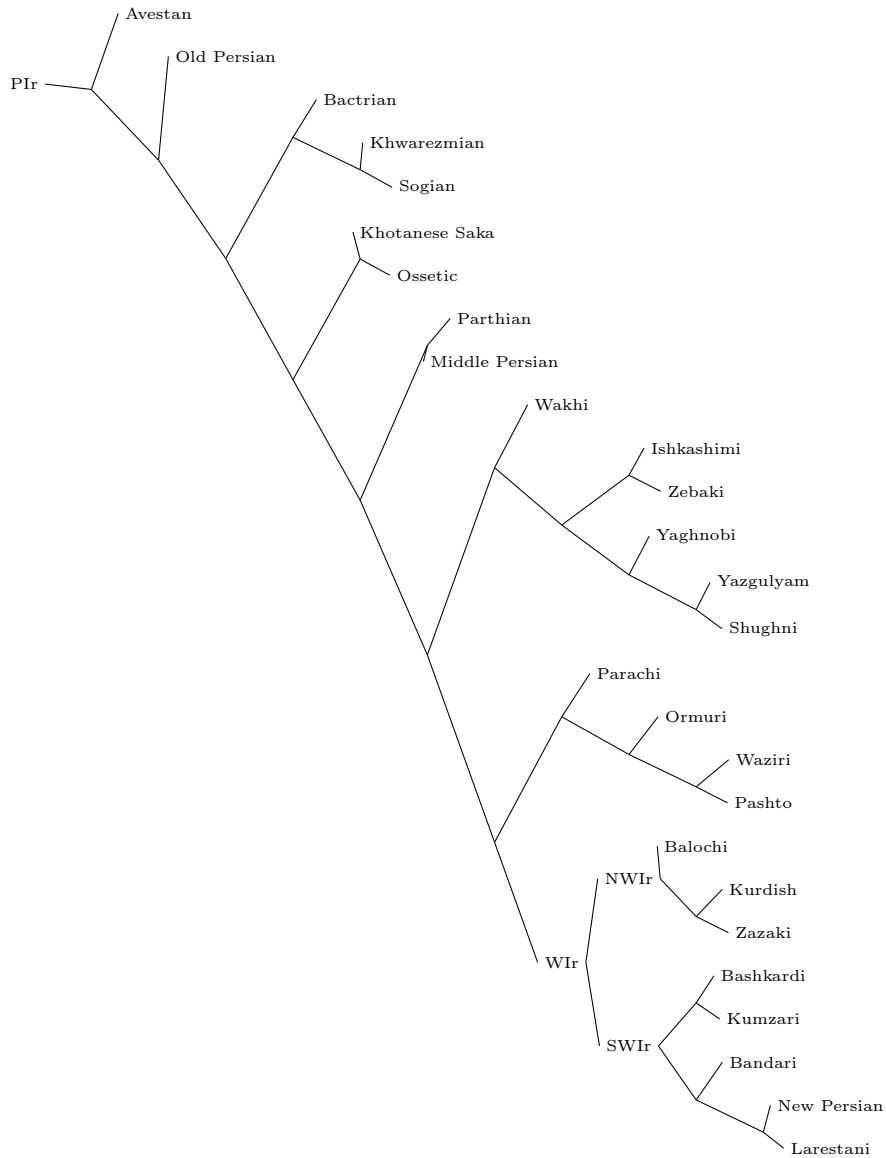 Avestan
Old Persian
PIr
Bactrian
Khwarezmian
Sogian
Khotanese Saka
Ossetic
Parthian
Middle Persian
Wakhi
Ishkashimi
Zebaki
Yaghnobi
Yazgulyam
Shughni
Parachi
Ormuri
Waziri
Pashto
Balochi
NWIr
Kurdish
Zazaki
WIr
Bashkardi
Kumzari
SWIr
Bandari
New Persian
Larestani